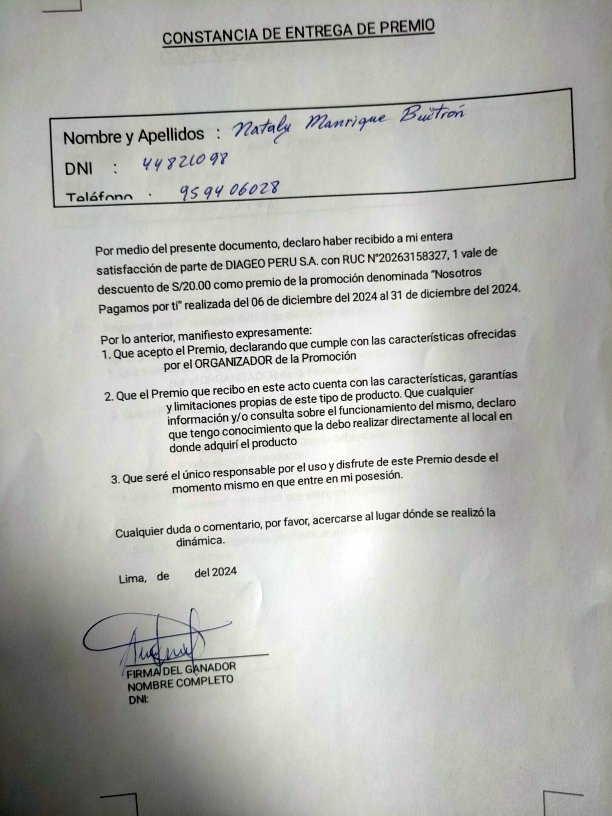 CONSTANCIA DE ENTREGA DE PREMIO
Nombre y Apellidos : Nataly Manrique Buitrón
DNI : 44821098
Teléfono : 959406028
Por medio del presente documento, declaro haber recibido a mi entera
satisfacción de parte de DIAGEO PERU S.A. con RUC N°20263158327, 1 vale de
descuento de S/20.00 como premio de la promoción denominada “Nosotros
Pagamos por ti” realizada del 06 de diciembre del 2024 al 31 de diciembre del 2024.
Por lo anterior, manifiesto expresamente:
1. Que acepto el Premio, declarando que cumple con las características ofrecidas
por el ORGANIZADOR de la Promoción
2. Que el Premio que recibo en este acto cuenta con las características, garantías
y limitaciones propias de este tipo de producto. Que cualquier
información y/o consulta sobre el funcionamiento del mismo, declaro
que tengo conocimiento que la debo realizar directamente al local en
donde adquirí el producto
3. Que seré el único responsable por el uso y disfrute de este Premio desde el
momento mismo en que entre en mi posesión.
Cualquier duda o comentario, por favor, acercarse al lugar dónde se realizó la
dinámica.
Lima, de del 2024
FIRMA DEL GANADOR
NOMBRE COMPLETO
DNI: